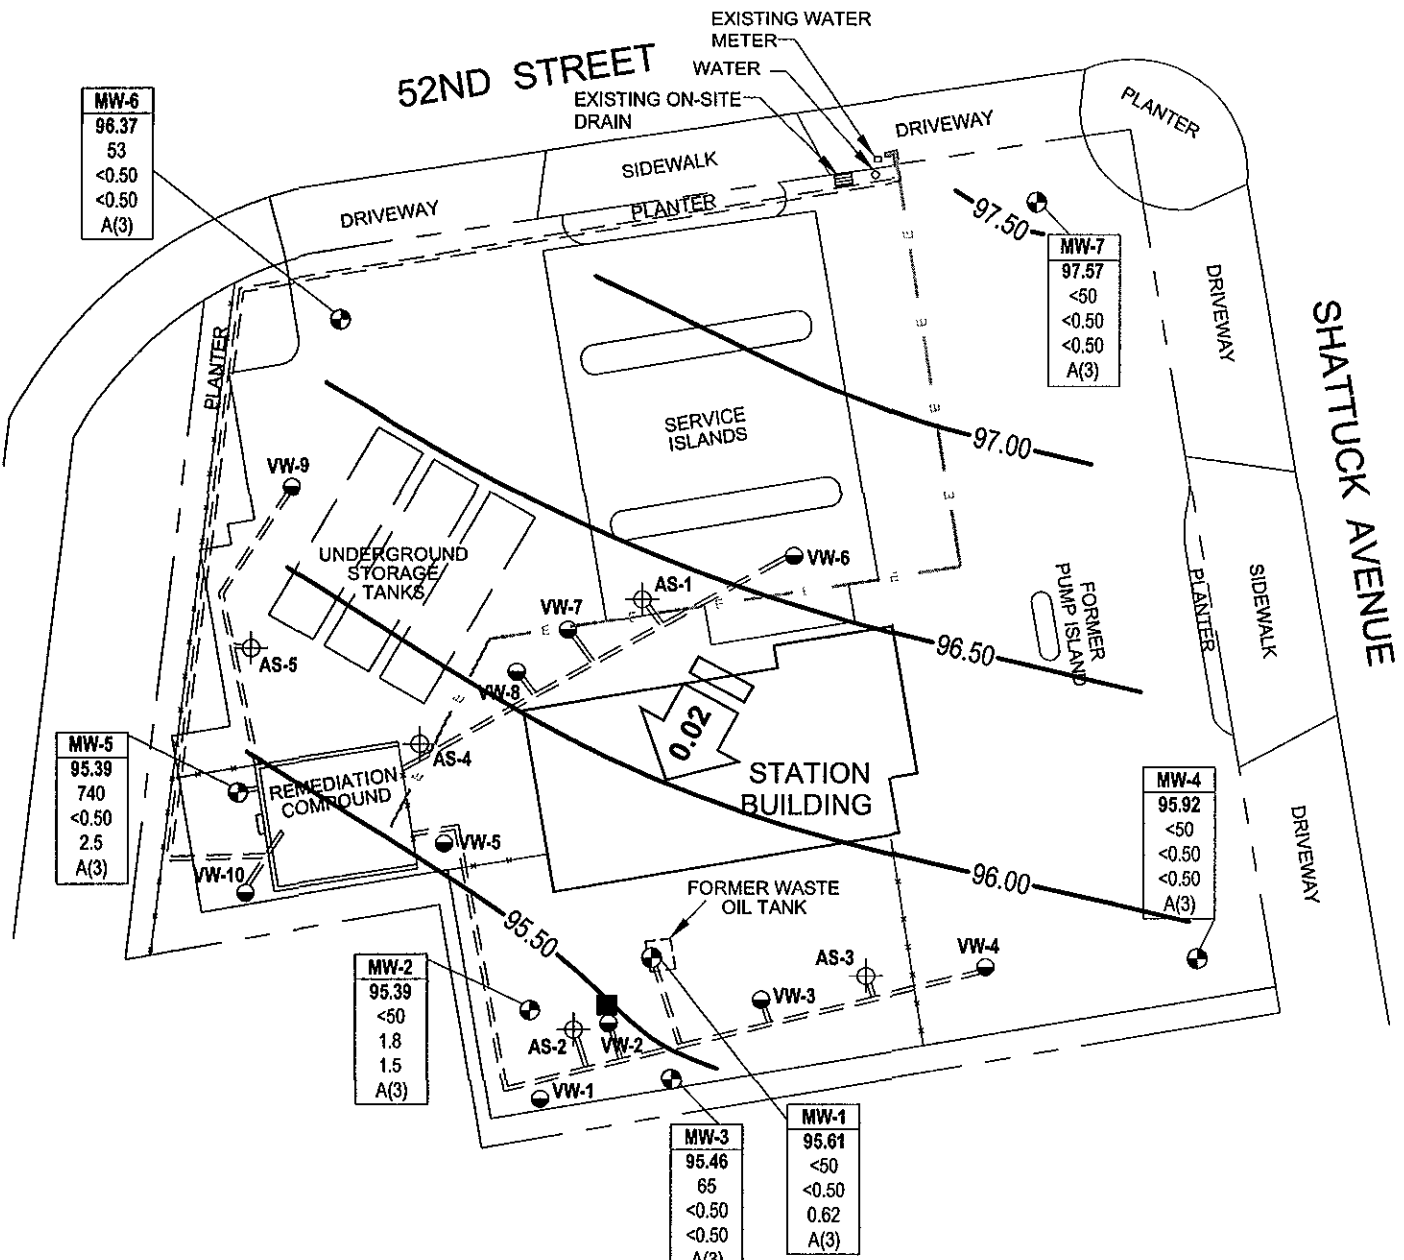 EXISTING WATER
METER
WATER
52ND STREET
EXISTING ON-SITE
DRAIN
MW-6
96.37
53
<0.50
<0.50
A(3)
DRIVEWAY
PLANTER
SIDEWALK
PLANTER
DRIVEWAY
97.50
MW-7
97.57
<50
<0.50
<0.50
A(3)
DRIVEWAY
SHATTUCK AVENUE
PLANTER
SERVICE
ISLANDS
97.00
VW-9
UNDERGROUND
STORAGE
TANKS
VW-6
AS-1
VW-7
FORMER
PUMP ISLAND
PLANTER
SIDEWALK
AS-5
VW-8
96.50
0.02
MW-5
95.39
740
<0.50
2.5
A(3)
AS-4
REMEDIATION
COMPOUND
STATION
BUILDING
MW-4
95.92
<50
<0.50
<0.50
A(3)
DRIVEWAY
VW-5
VW-10
96.00
FORMER WASTE
OIL TANK
95.50
MW-2
95.39
<50
1.8
1.5
A(3)
AS-3
VW-4
VW-3
AS-2
VW-2
VW-1
MW-3
95.46
65
<0.50
<0.50
A(3)
MW-1
95.61
<50
<0.50
0.62
A(3)